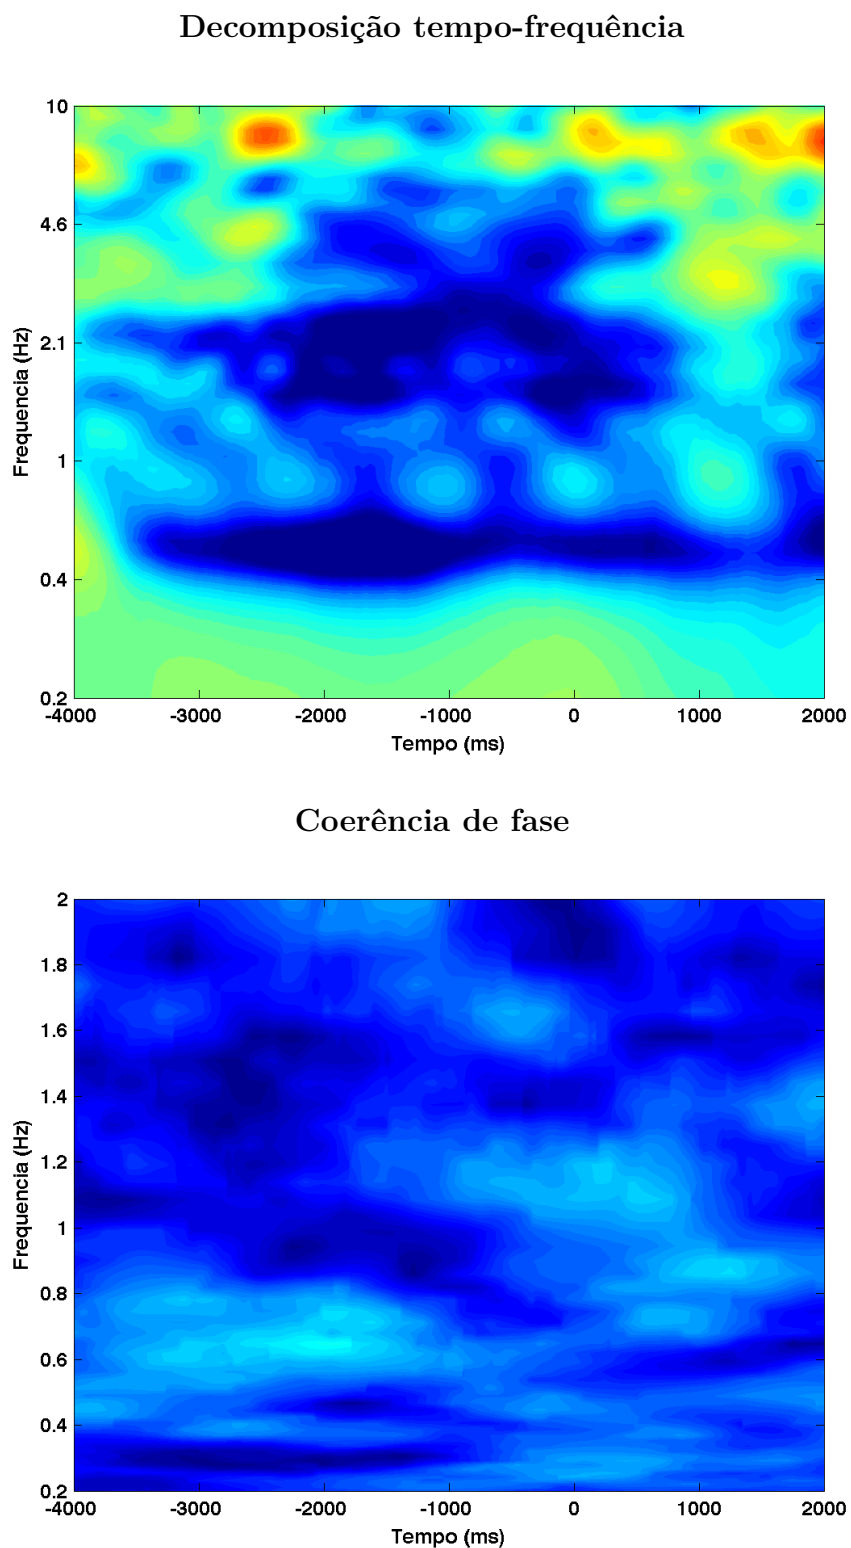 Decomposição tempo-frequência
10
4.6
2.1
1
0.4
0.2
Frequencia (Hz)
-4000 -3000 -2000 -1000 0 1000 2000
Tempo (ms)
Coerência de fase
2
1.8
1.6
1.4
1.2
1
0.8
0.6
0.4
0.2
Frequencia (Hz)
-4000 -3000 -2000 -1000 0 1000 2000
Tempo (ms)